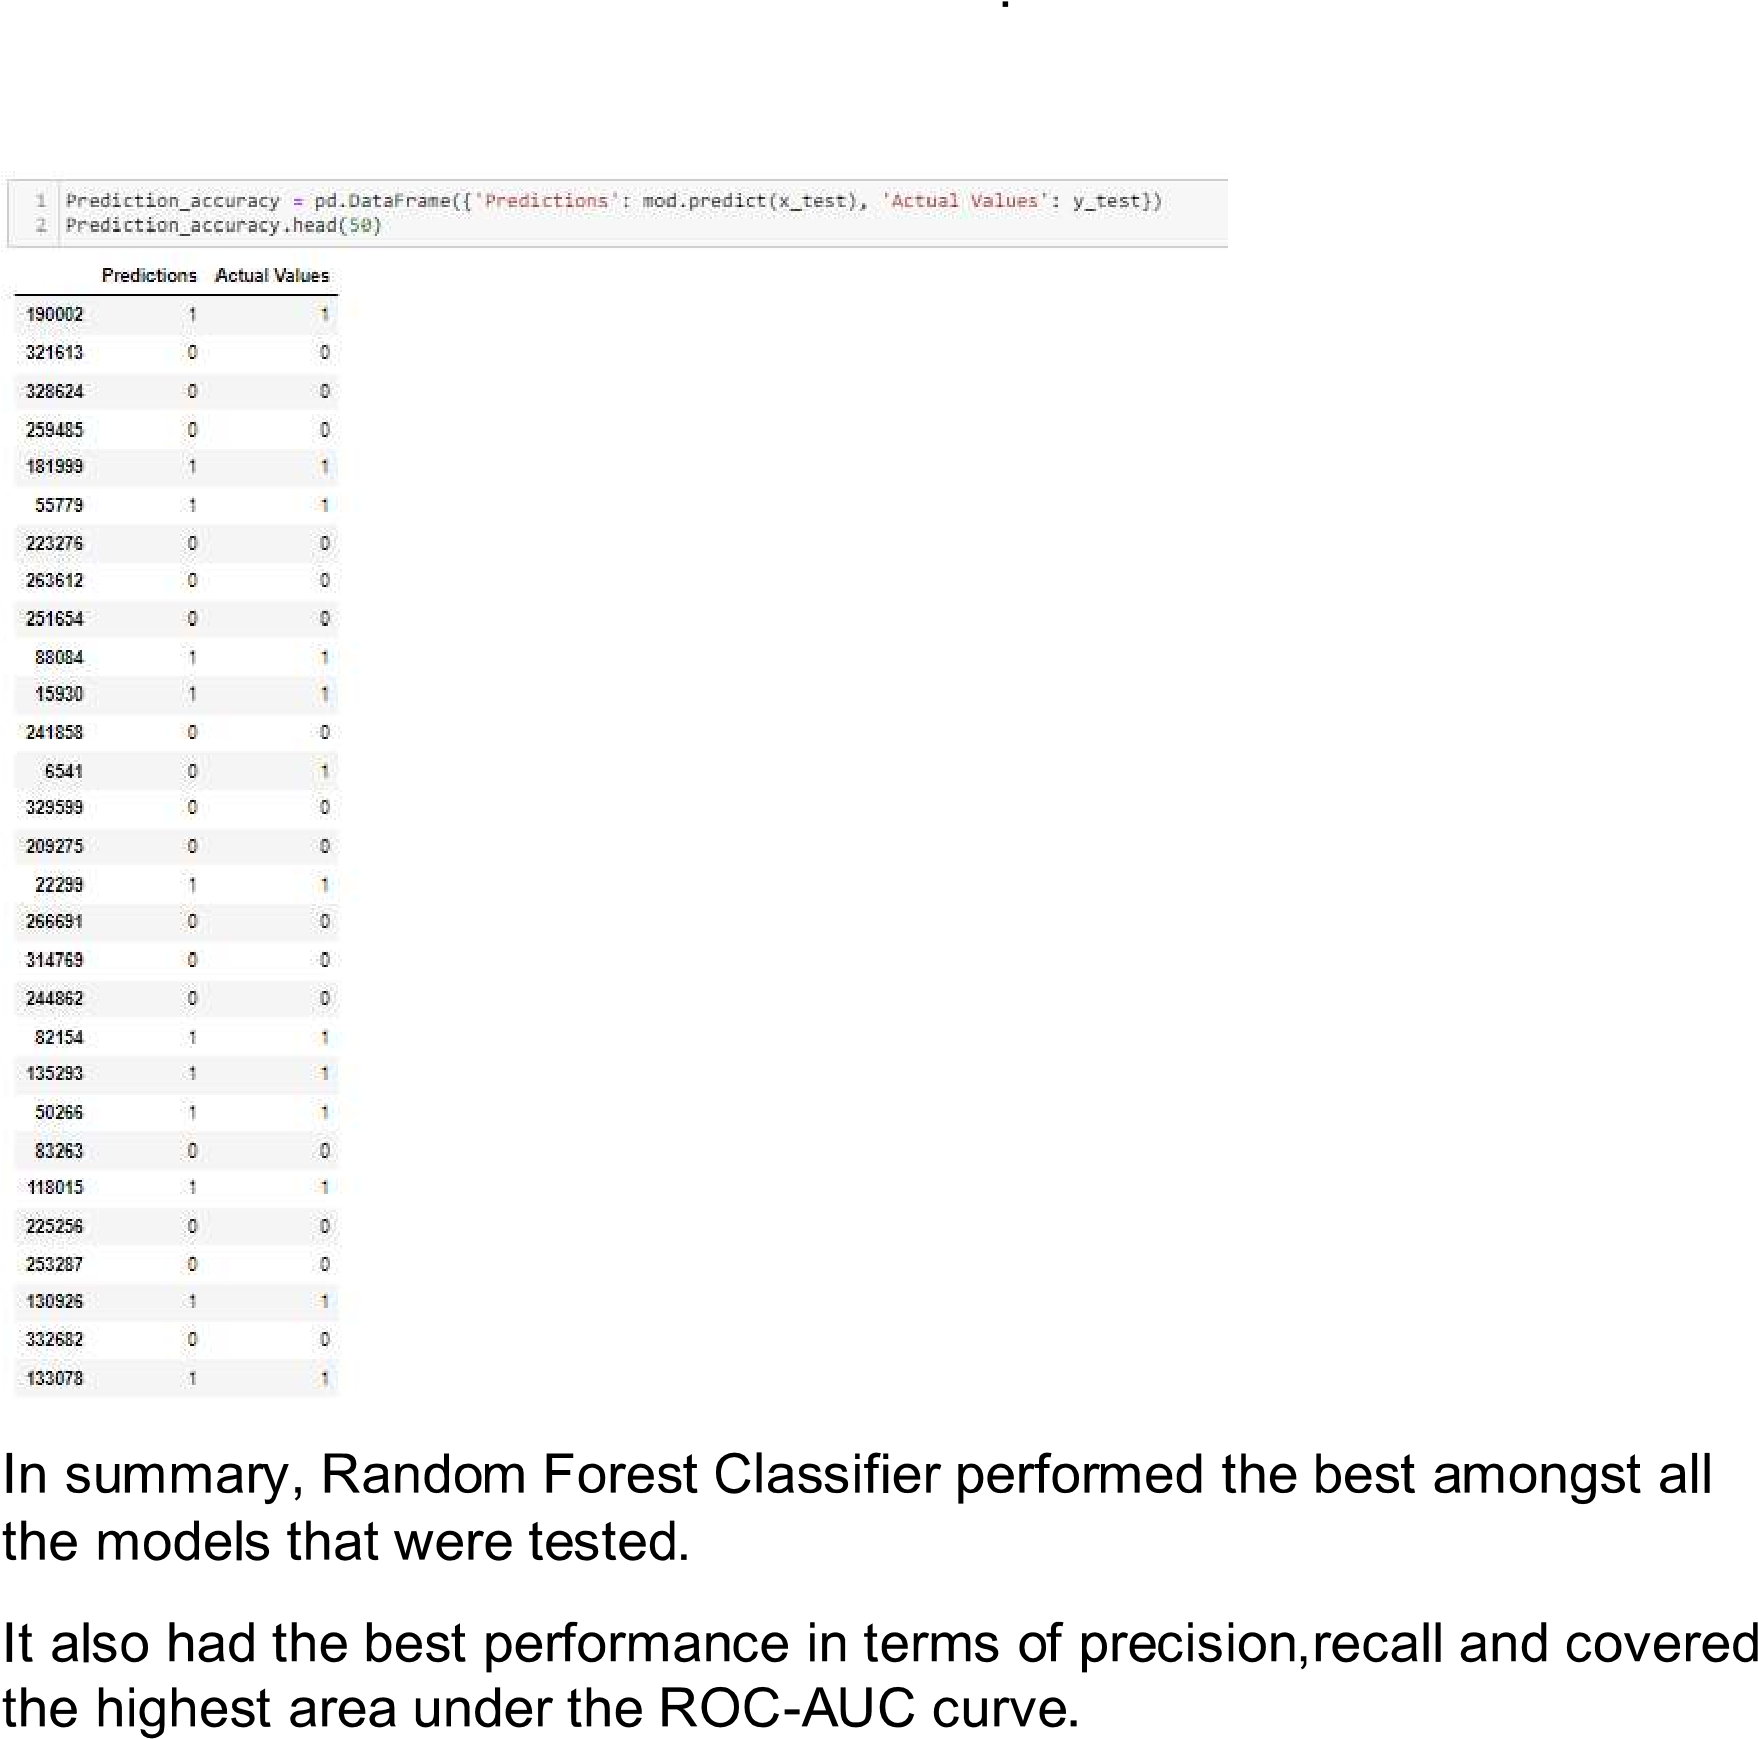 1 Prediction_accuracy = pd.DataFrame({'Predictions': mod.predict(x_test), 'Actual Values': y_test})
2 Prediction_accuracy.head(50)
Predictions Actual Values
190002 1 1
321613 0 0
328624 0 0
259485 0 0
181999 1 1
55779 1 1
223276 0 0
263612 0 0
251654 0 0
88084 1 1
15930 1 1
241858 0 0
6541 0 1
329599 0 0
209275 0 0
22299 1 1
266691 0 0
314769 0 0
244862 0 0
82154 1 1
135293 1 1
50266 1 1
83263 0 0
118015 1 1
225256 0 0
253287 0 0
130926 1 1
332682 0 0
133078 1 1
In summary, Random Forest Classifier performed the best amongst all
the models that were tested.
It also had the best performance in terms of precision,recall and covered
the highest area under the ROC-AUC curve.